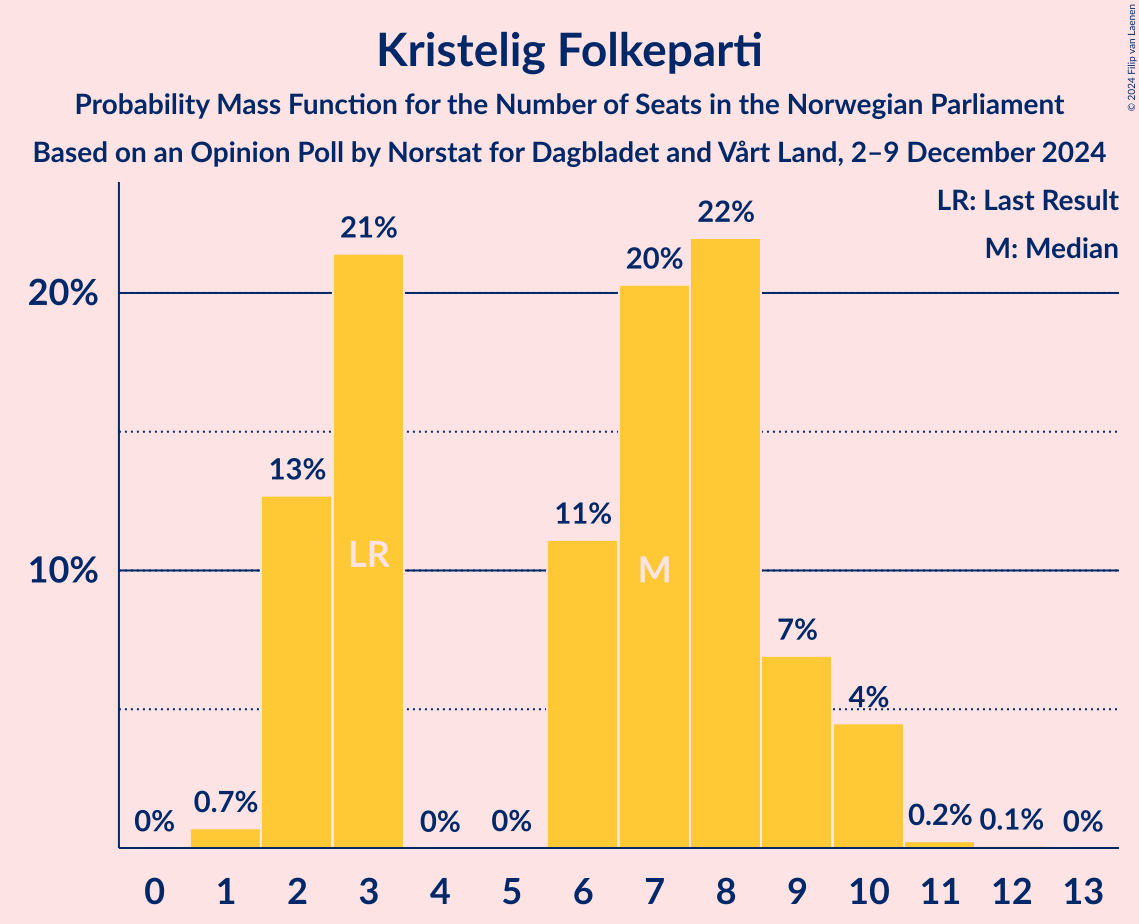 Kristelig Folkeparti
Probability Mass Function for the Number of Seats in the Norwegian Parliament
Based on an Opinion Poll by Norstat for Dagbladet and Vårt Land, 2–9 December 2024
© 2024 Filip van Laenen
LR: Last Result
M: Median
20%
10%
0%
0.7%
13%
21%
0%
0%
11%
20%
22%
7%
4%
0.2%
0.1%
0%
LR
M
0 1 2 3 4 5 6 7 8 9 10 11 12 13